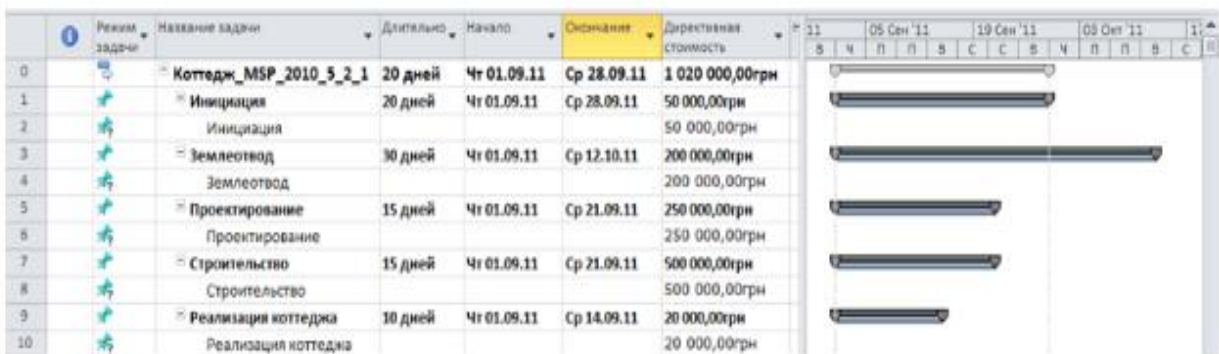 Режим задачи Название задачи Длительно Начало Окончание Директивная стоимость 11 05 Сен '11 19 Сен '11 03 Окт '11 1
В Ч П П В С С В Ч П П В С
0 Коттедж_MSP_2010_5_2_1 20 дней Чт 01.09.11 Ср 28.09.11 1 020 000,00грн
1 Инициация 20 дней Чт 01.09.11 Ср 28.09.11 50 000,00грн
2 Инициация 50 000,00грн
3 Землеотвод 30 дней Чт 01.09.11 Ср 12.10.11 200 000,00грн
4 Землеотвод 200 000,00грн
5 Проектирование 15 дней Чт 01.09.11 Ср 21.09.11 250 000,00грн
6 Проектирование 250 000,00грн
7 Строительство 15 дней Чт 01.09.11 Ср 21.09.11 500 000,00грн
8 Строительство 500 000,00грн
9 Реализация коттеджа 10 дней Чт 01.09.11 Ср 14.09.11 20 000,00грн
10 Реализация коттеджа 20 000,00грн